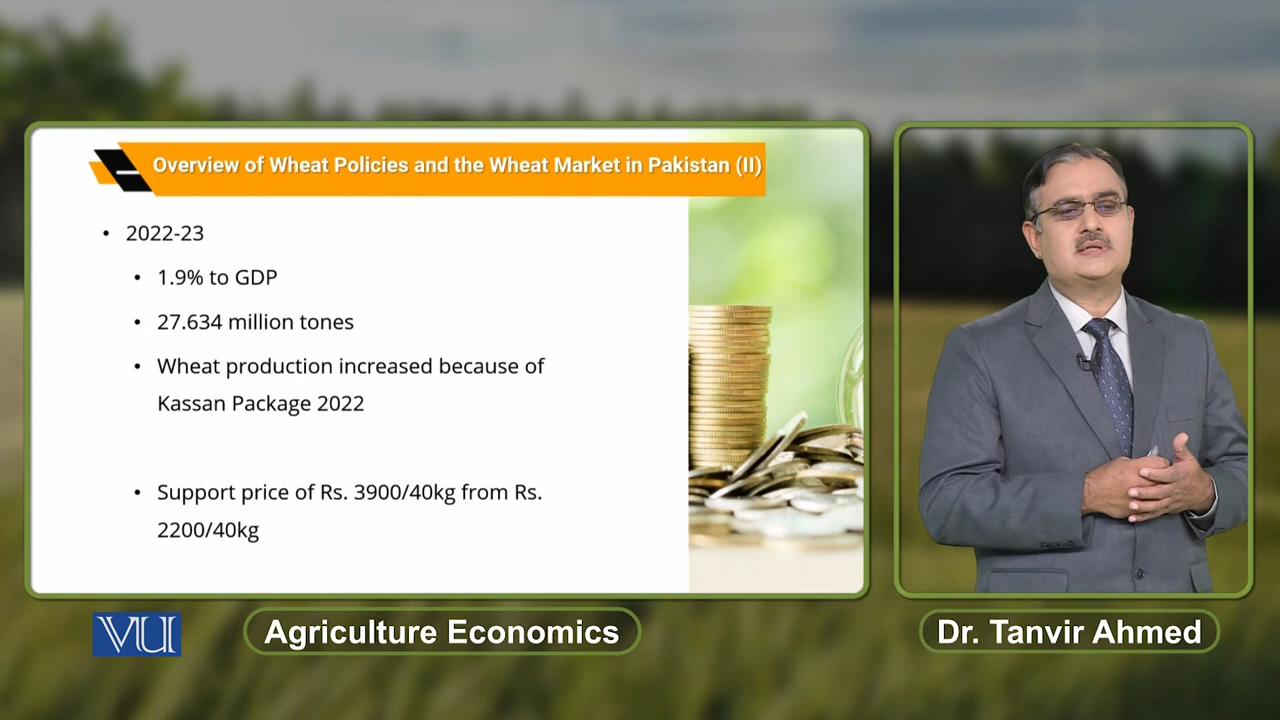 Overview of Wheat Policies and the Wheat Market in Pakistan (II)
• 2022-23
• 1.9% to GDP
• 27.634 million tones
• Wheat production increased because of
Kassan Package 2022
• Support price of Rs. 3900/40kg from Rs.
2200/40kg
VU
Agriculture Economics
Dr. Tanvir Ahmed